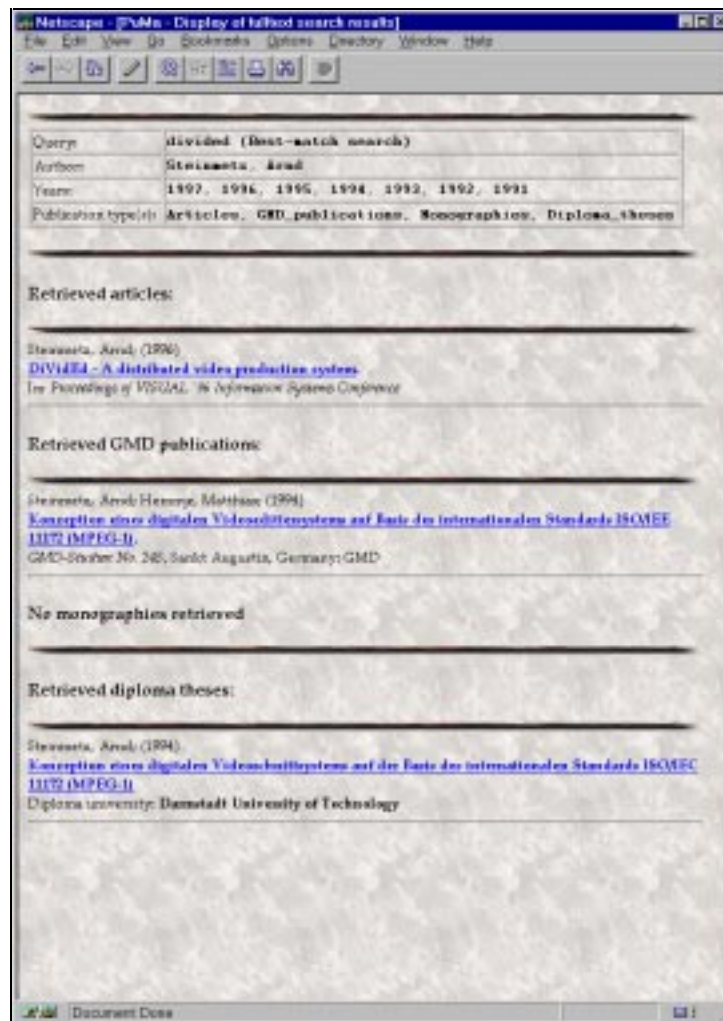 Netscape - [PuMa - Display of fulltext search results]
File Edit View Go Bookmarks Options Directory Window Help
Query: divided (Best-match search)
Author: Steinmetz, Arnd
Years: 1997, 1996, 1995, 1994, 1993, 1992, 1991
Publication type(s): Articles, GMD_publications, Monographies, Diploma_theses
Retrieved articles:
Steinmetz, Arnd; (1996)
DiVidEd - A distributed video production system.
In: Proceedings of VISUAL '96 Information Systems Conference
Retrieved GMD publications:
Steinmetz, Arnd; Hemmje, Matthias; (1994)
Konzeption eines digitalen Videoschnittsystems auf Basis des internationalen Standards ISO/IEE
11172 (MPEG-1).
GMD-Studien No. 245, Sankt Augustin, Germany: GMD
No monographies retrieved
Retrieved diploma theses:
Steinmetz, Arnd; (1994)
Konzeption eines digitalen Videoschnittsystems auf der Basis des internationalen Standards ISO/IEC
11172 (MPEG-1)
Diploma university: Darmstadt University of Technology
Document: Done